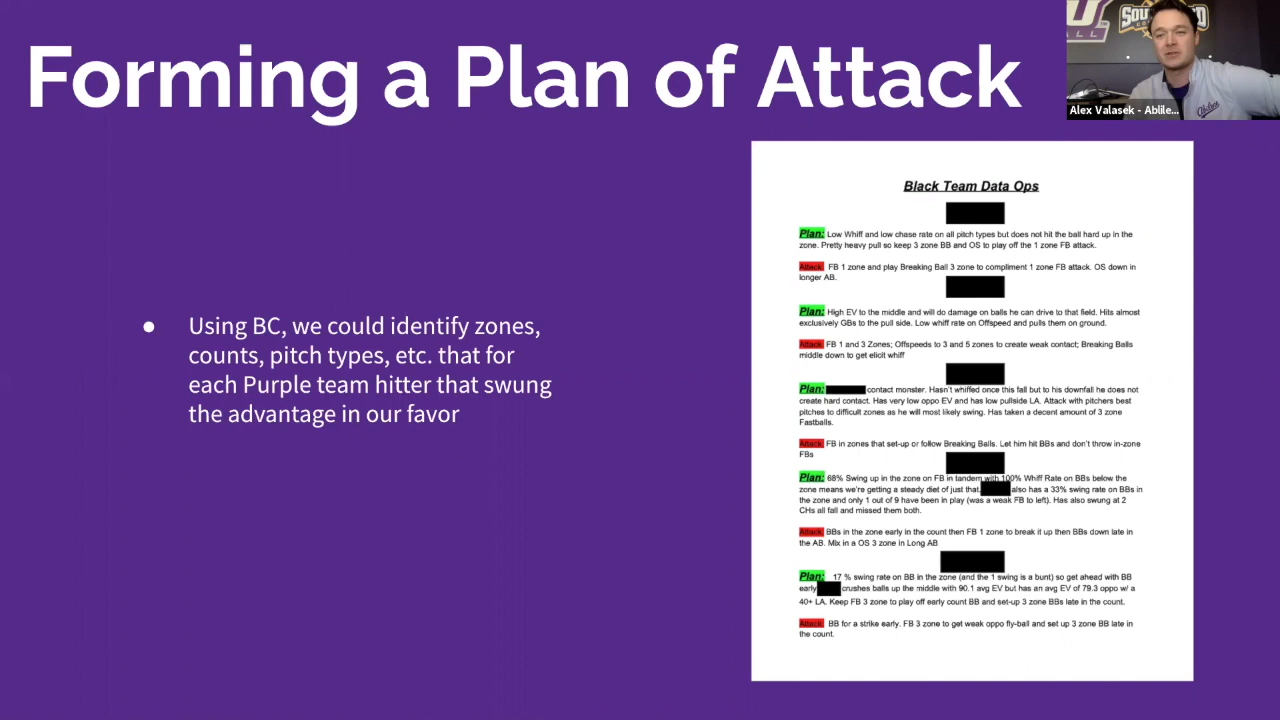 Forming a Plan of Attack
U
ALL
Alex Valasek - Ablile...
Black Team Data Ops
Plan: Low Whiff and low chase rate on all pitch types but does not hit the ball hard up in the
zone. Pretty heavy pull so keep 3 zone BB and OS to play off the 1 zone FB attack.
Attack: FB 1 zone and play Breaking Ball 3 zone to compliment 1 zone FB attack. OS down in
longer AB.
Plan: High EV to the middle and will do damage on balls he can drive to that field. Hits almost
exclusively GBs to the pull side. Low whiff rate on Offspeed and pulls them on ground.
Attack: FB 1 and 3 Zones; Offspeeds to 3 and 5 zones to create weak contact; Breaking Balls
middle down to get elicit whiff
Plan: contact monster. Hasn't whiffed once this fall but to his downfall he does not
create hard contact. Has very low oppo EV and has low pullside LA. Attack with pitchers best
pitches to difficult zones as he will most likely swing. Has taken a decent amount of 3 zone
Fastballs.
Attack: FB in zones that set-up or follow Breaking Balls. Let him hit BBs and don't throw in-zone
FBs
Plan: 68% Swing up in the zone on FB in tandem with 100% Whiff Rate on BBs below the
zone means we're getting a steady diet of just that. also has a 33% swing rate on BBs in
the zone and only 1 out of 9 have been in play (was a weak FB to left). Has also swung at 2
CHs all fall and missed them both.
Attack: BBs in the zone early in the count then FB 1 zone to break it up then BBs down late in
the AB. Mix in a OS 3 zone in Long AB
Plan: 17 % swing rate on BB in the zone (and the 1 swing is a bunt) so get ahead with BB
early crushes balls up the middle with 90.1 avg EV but has an avg EV of 79.3 oppo w/ a
40+ LA. Keep FB 3 zone to play off early count BB and set-up 3 zone BBs late in the count.
Attack: BB for a strike early. FB 3 zone to get weak oppo fly-ball and set up 3 zone BB late in
the count.
● Using BC, we could identify zones,
counts, pitch types, etc. that for
each Purple team hitter that swung
the advantage in our favor